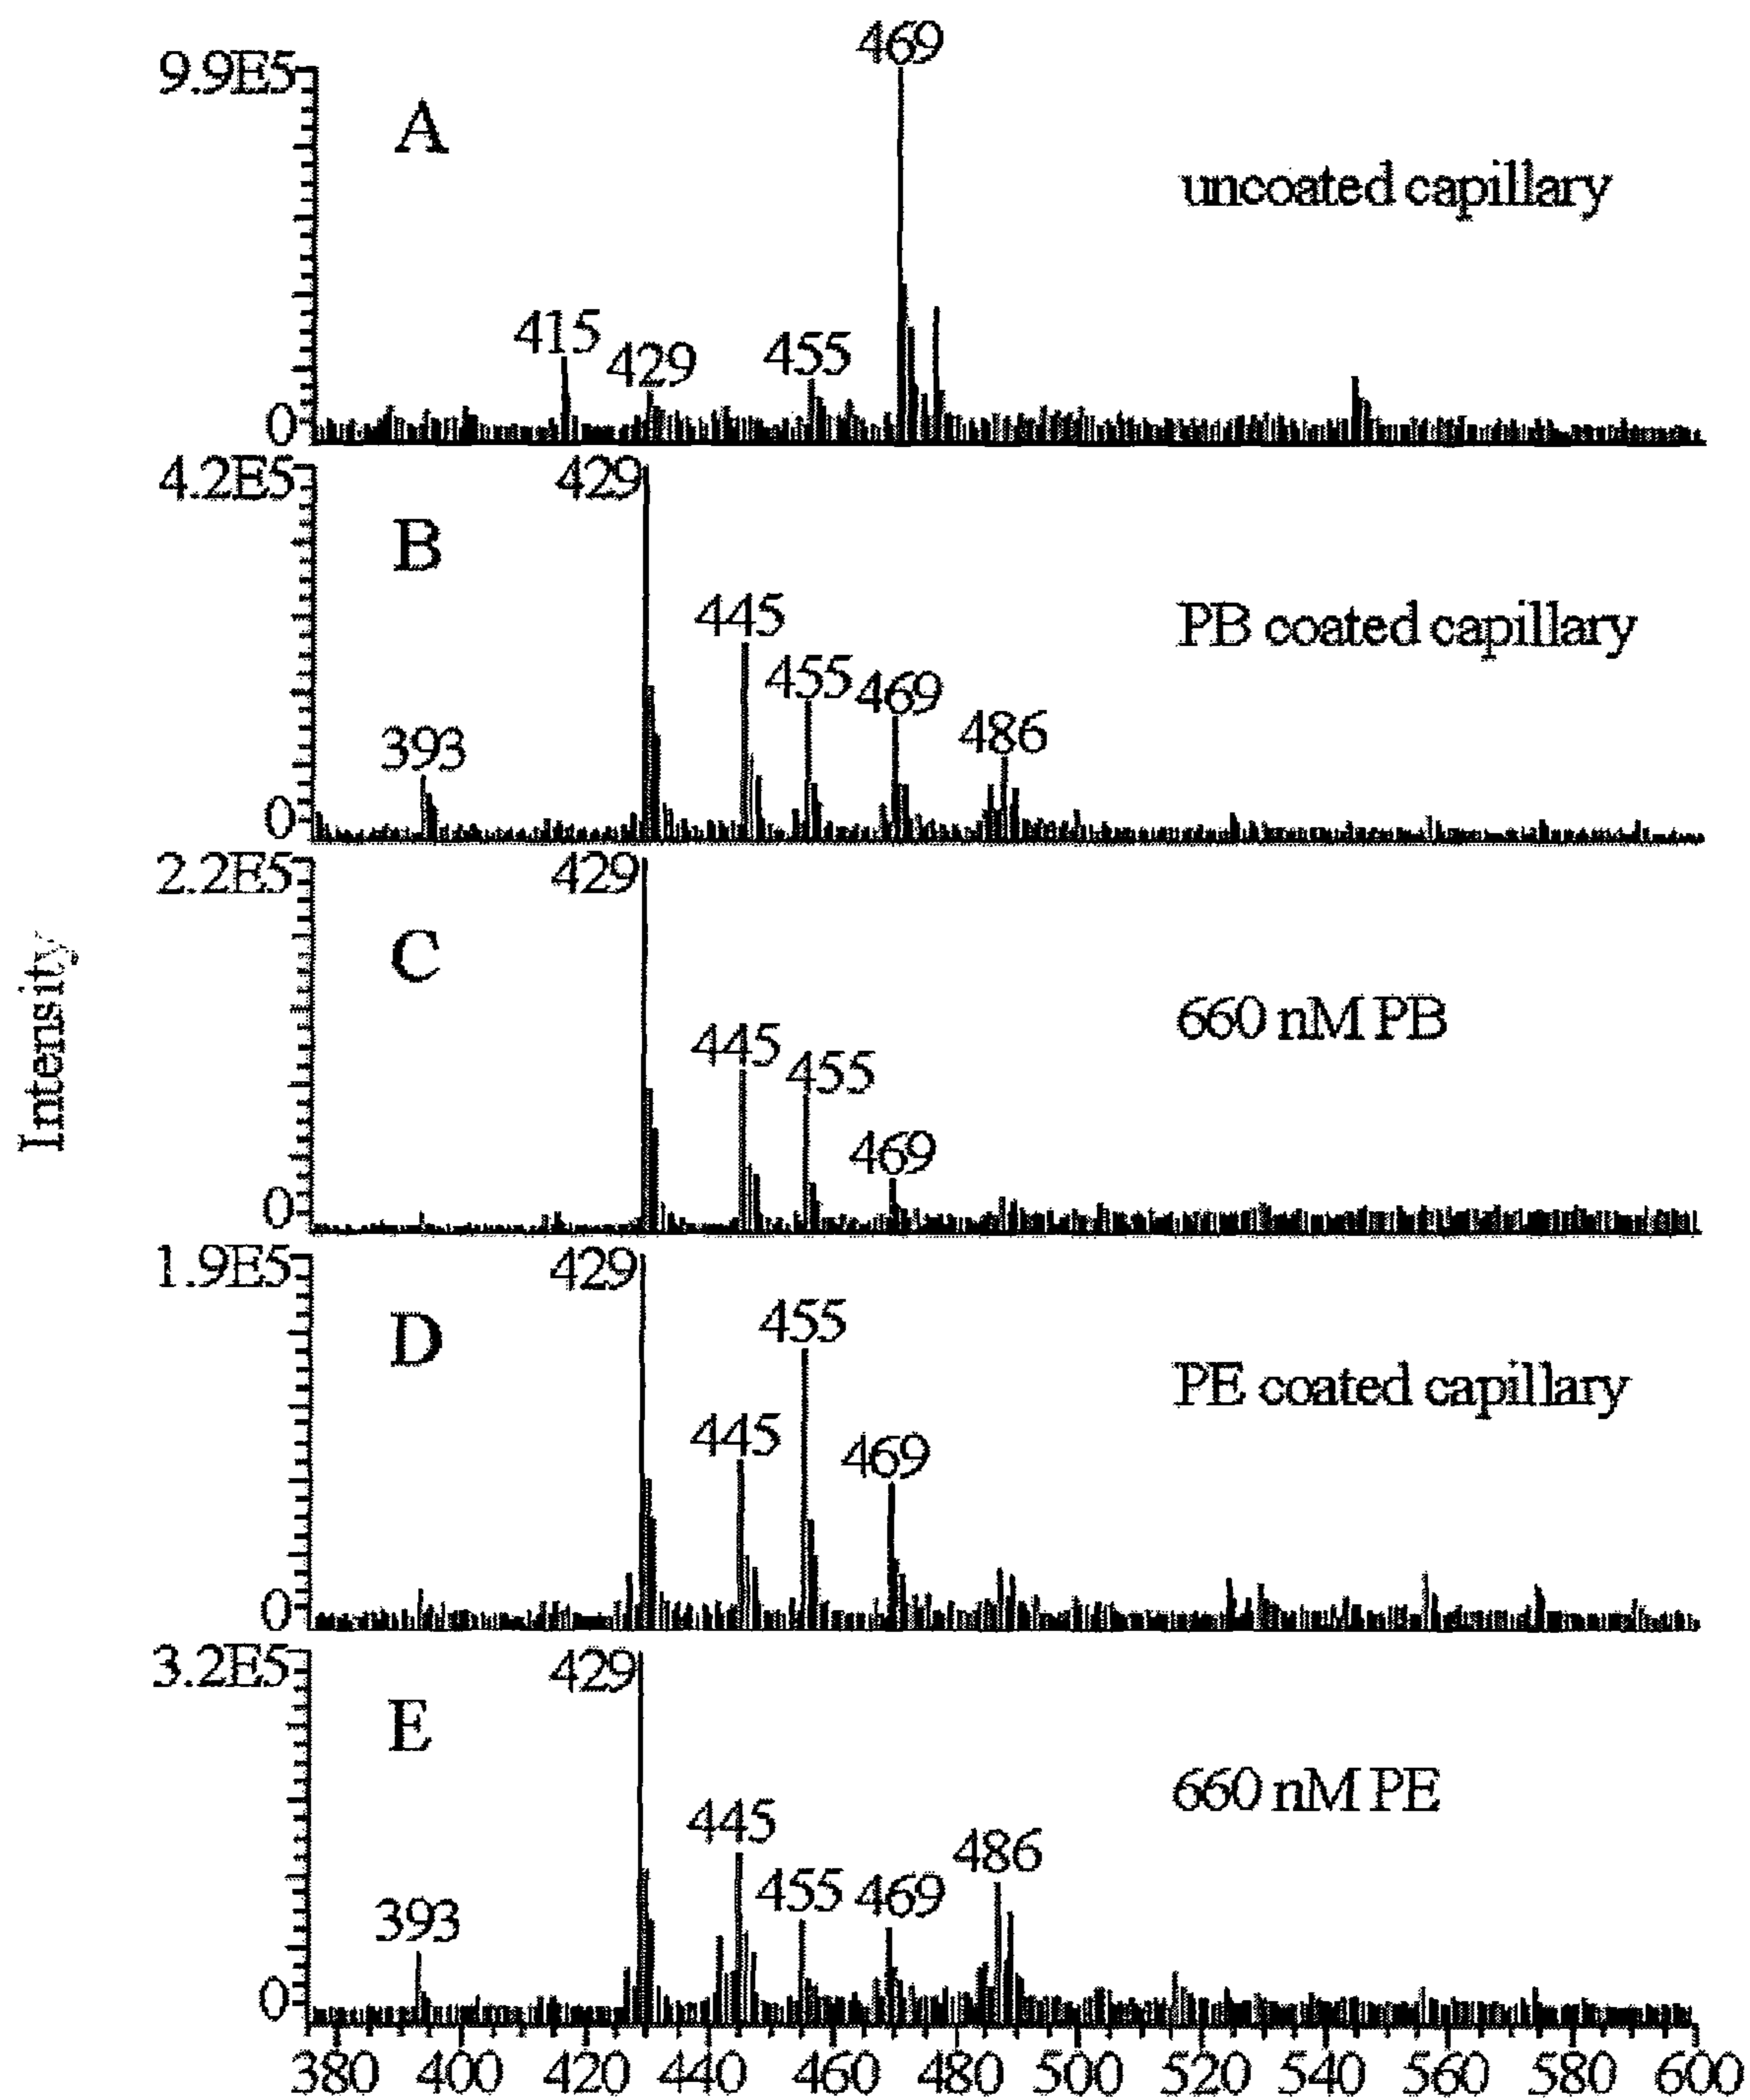 469
9.9E5
A
uncoated capillary
415
429
455
0
4.2E5
429
B
445
PB coated capillary
455
469
486
393
0
2.2E5
429
C
660 nM PB
445
455
469
0
1.9E5
429
D
455
PE coated capillary
445
469
0
3.2E5
429
E
660 nM PE
445
486
455
469
393
0
380 400 420 440 460 480 500 520 540 560 580 600
Intensity